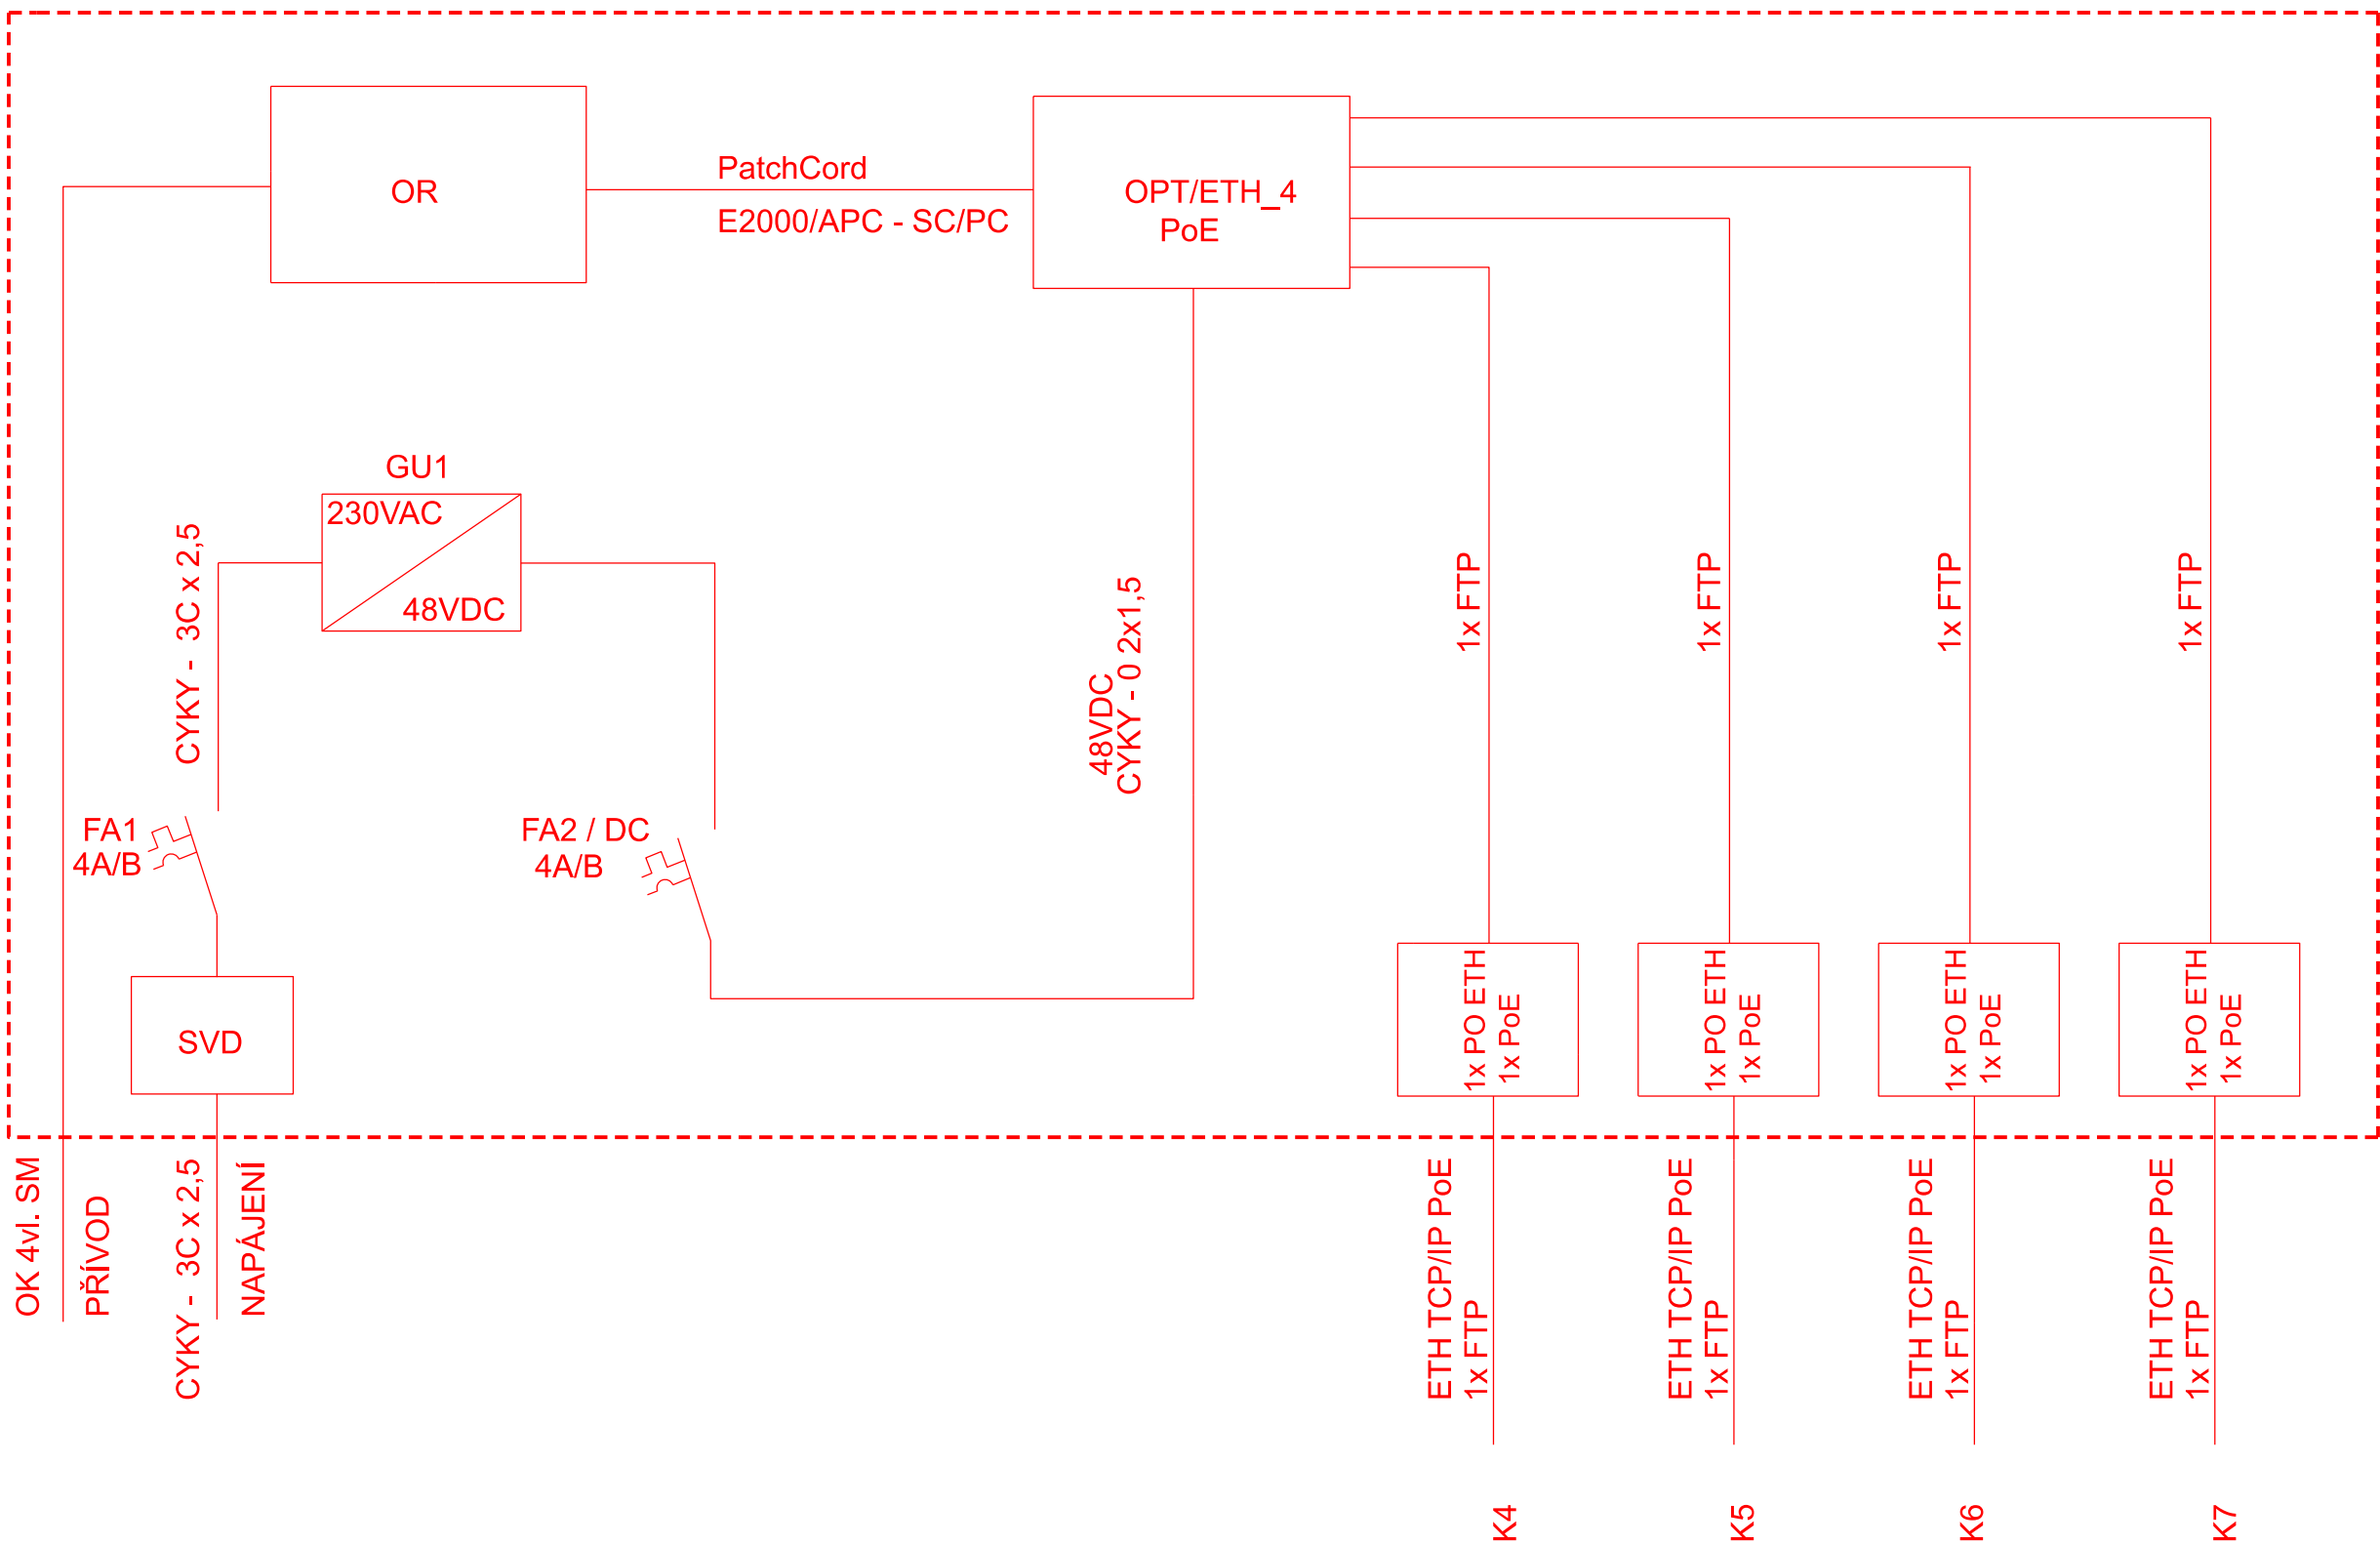 OR
PatchCord
E2000/APC - SC/PC
OPT/ETH_4
PoE
GU1
230VAC
48VDC
CYKY - 3C x 2,5
48VDC
CYKY - 0 2x1,5
1x FTP
1x FTP
1x FTP
1x FTP
FA1
4A/B
FA2 / DC
4A/B
SVD
1x PO ETH
1x PoE
1x PO ETH
1x PoE
1x PO ETH
1x PoE
1x PO ETH
1x PoE
OK 4vl. SM
PŘÍVOD
CYKY - 3C x 2,5
NAPÁJENÍ
ETH TCP/IP PoE
1x FTP
ETH TCP/IP PoE
1x FTP
ETH TCP/IP PoE
1x FTP
ETH TCP/IP PoE
1x FTP
K4
K5
K6
K7